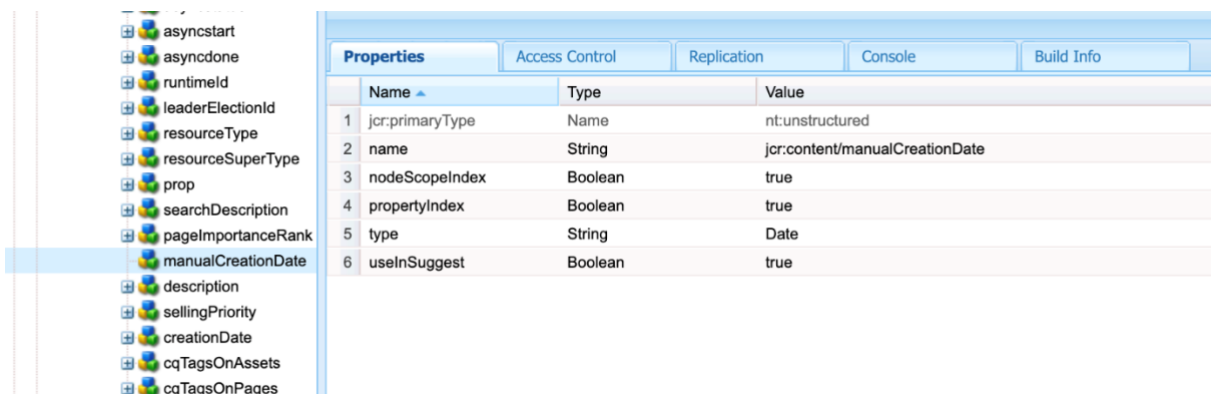 asyncstart
asyncdone
runtimeId
leaderElectionId
resourceType
resourceSuperType
prop
searchDescription
pageImportanceRank
manualCreationDate
description
sellingPriority
creationDate
cqTagsOnAssets
cqTagsOnPages
Properties Access Control Replication Console Build Info
Name Type Value
1 jcr:primaryType Name nt:unstructured
2 name String jcr:content/manualCreationDate
3 nodeScopeIndex Boolean true
4 propertyIndex Boolean true
5 type String Date
6 useInSuggest Boolean true